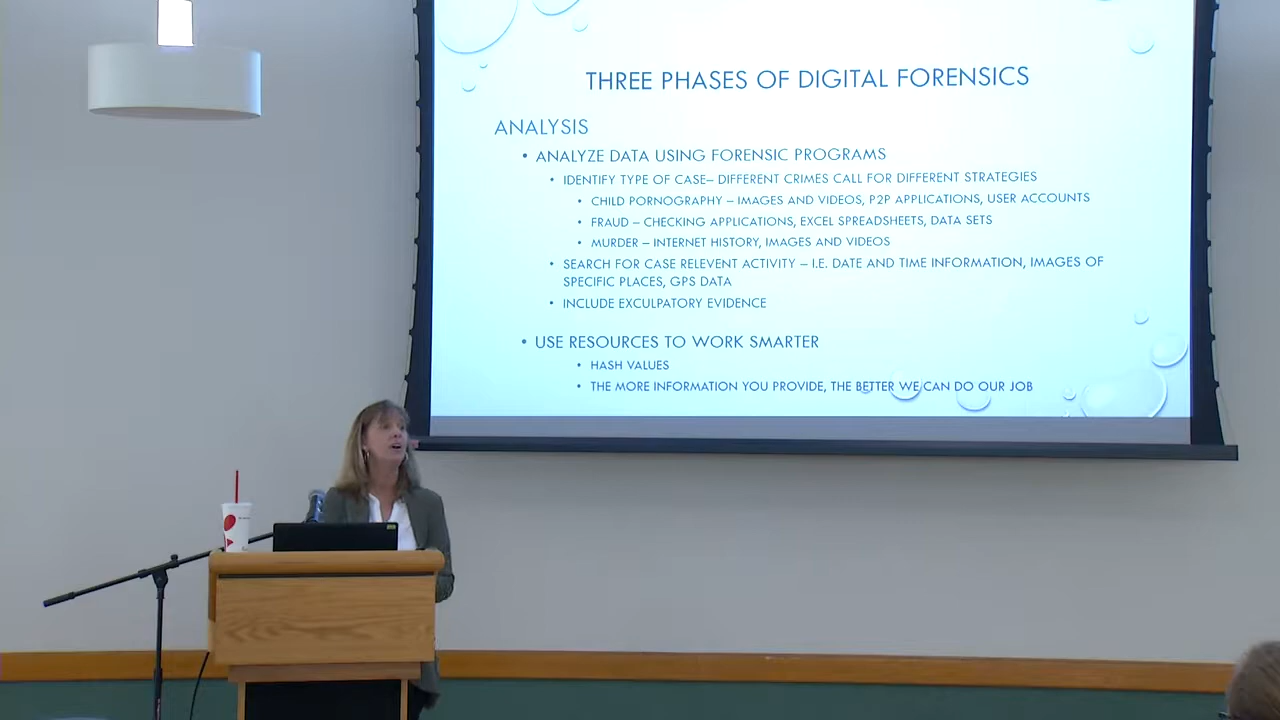 THREE PHASES OF DIGITAL FORENSICS
ANALYSIS
• ANALYZE DATA USING FORENSIC PROGRAMS
• IDENTIFY TYPE OF CASE– DIFFERENT CRIMES CALL FOR DIFFERENT STRATEGIES
• CHILD PORNOGRAPHY – IMAGES AND VIDEOS, P2P APPLICATIONS, USER ACCOUNTS
• FRAUD – CHECKING APPLICATIONS, EXCEL SPREADSHEETS, DATA SETS
• MURDER – INTERNET HISTORY, IMAGES AND VIDEOS
• SEARCH FOR CASE RELEVENT ACTIVITY – I.E. DATE AND TIME INFORMATION, IMAGES OF
SPECIFIC PLACES, GPS DATA
• INCLUDE EXCULPATORY EVIDENCE
• USE RESOURCES TO WORK SMARTER
• HASH VALUES
• THE MORE INFORMATION YOU PROVIDE, THE BETTER WE CAN DO OUR JOB